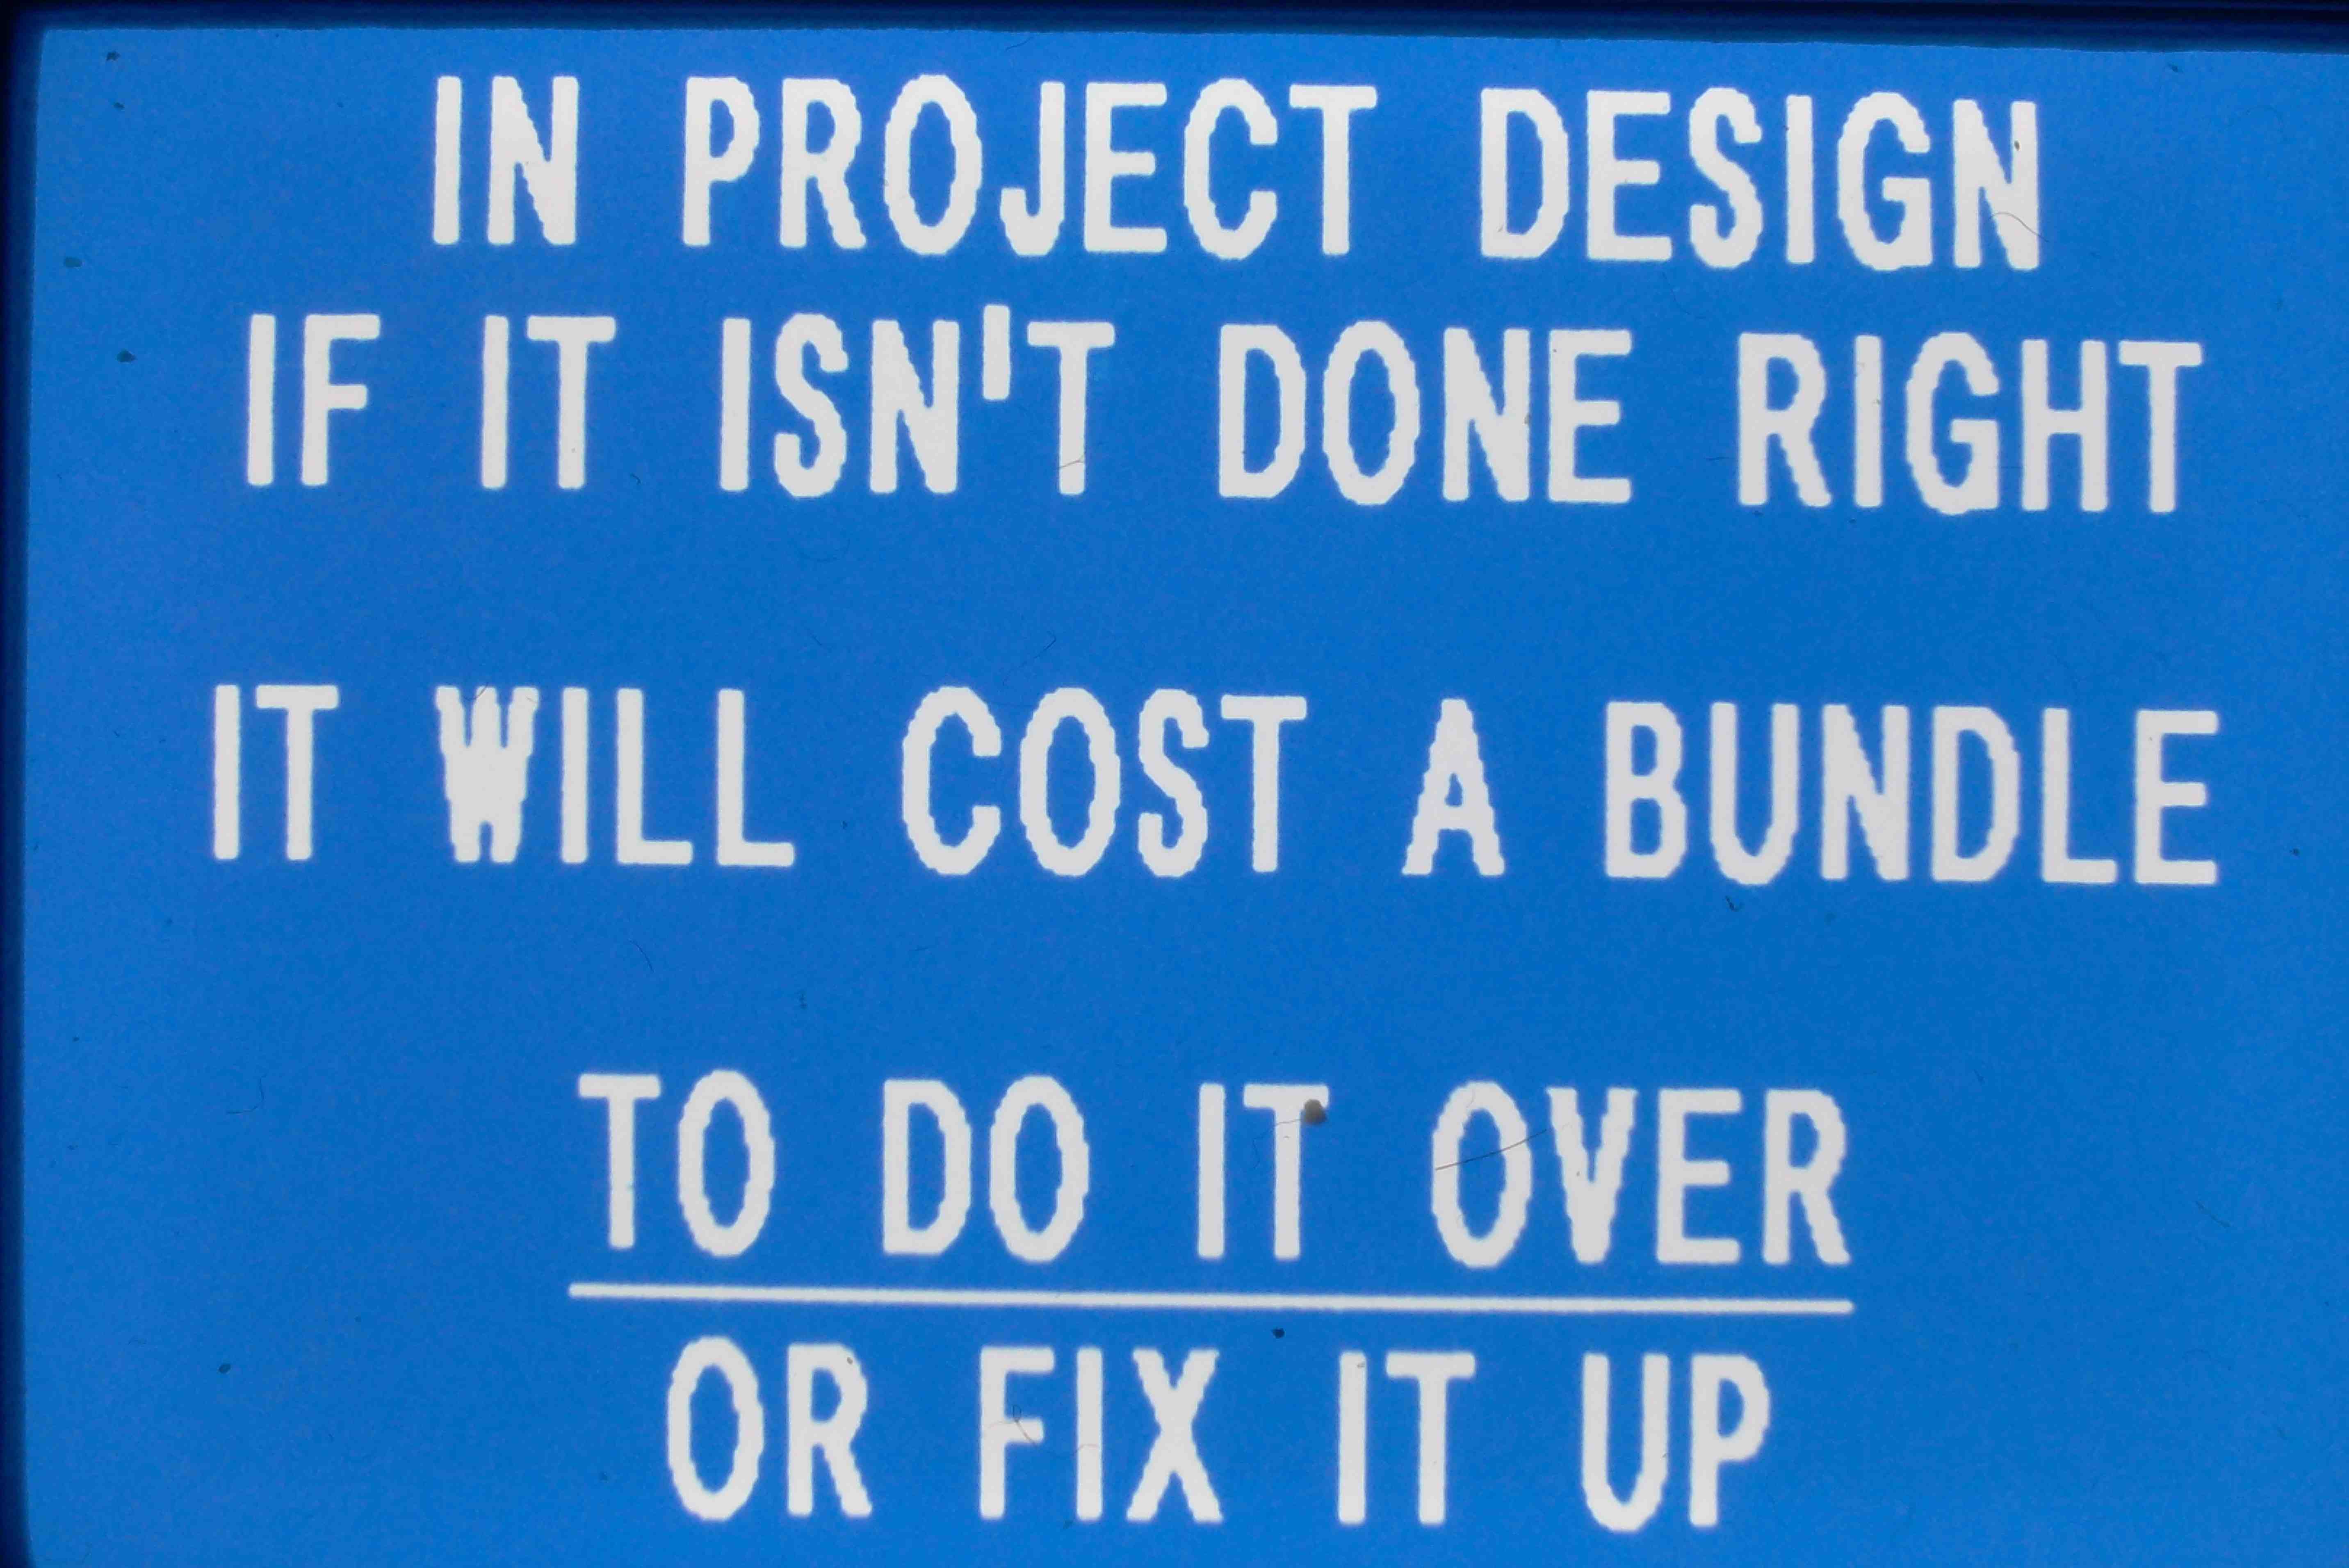 IN PROJECT DESIGN
IF IT ISN'T DONE RIGHT
IT WILL COST A BUNDLE
TO DO IT OVER
OR FIX IT UP